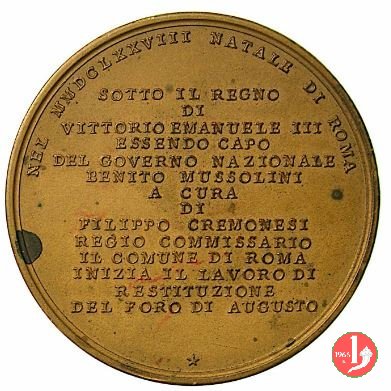 NEL MMDCLXXVIII NATALE DI ROMA
SOTTO IL REGNO
DI
VITTORIO EMANUELE III
ESSENDO CAPO
DEL GOVERNO NAZIONALE
BENITO MUSSOLINI
A CURA
DI
FILIPPO CREMONESI
REGIO COMMISSARIO
IL COMUNE DI ROMA
INIZIA IL LAVORO DI
RESTITUZIONE
DEL FORO DI AUGUSTO
1966